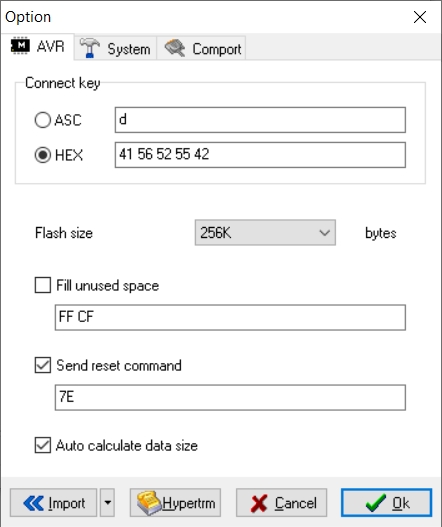 Option
M AVR System Comport
Connect key
ASC d
HEX 41 56 52 55 42
Flash size 256K bytes
Fill unused space
FF CF
Send reset command
7E
Auto calculate data size
Import Hypertrm Cancel Ok